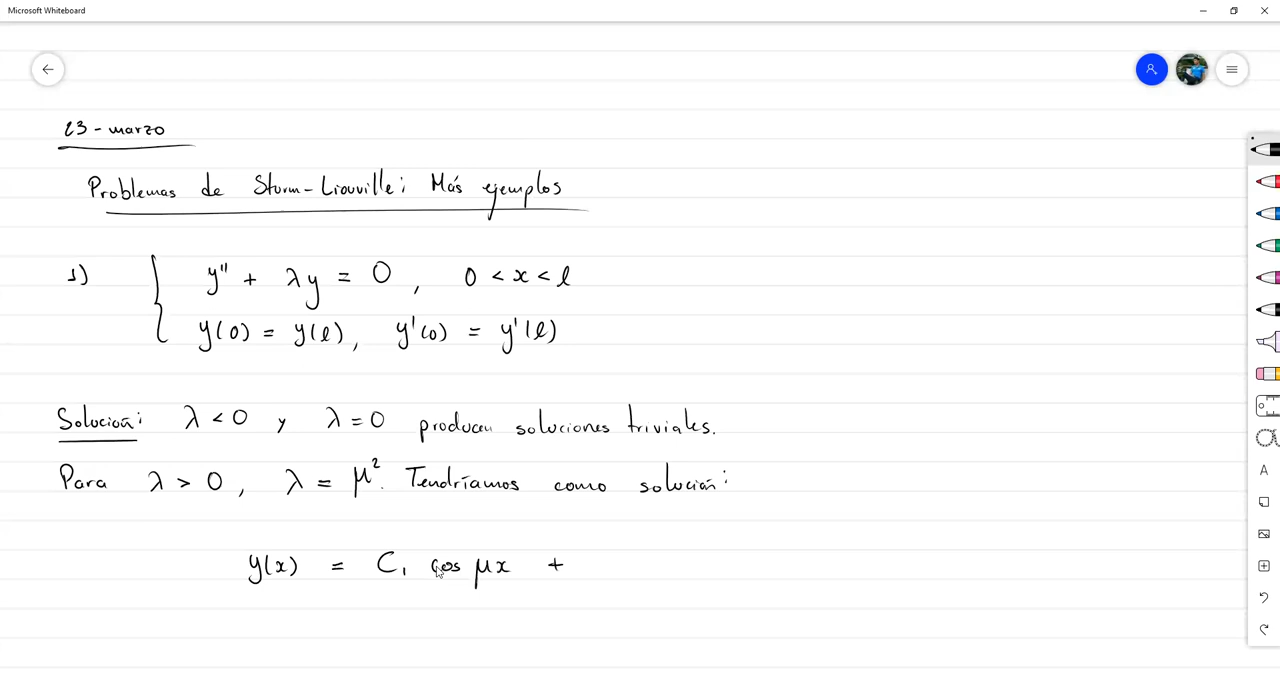 Microsoft Whiteboard
23 - marzo
Problemas de Sturm-Liouville: Más ejemplos
1) y'' + λy = 0, 0 < x < l
y(0) = y(l), y'(0) = y'(l)
Solución: λ < 0 y λ = 0 producen soluciones triviales.
Para λ > 0, λ = μ². Tendríamos como solución:
y(x) = C₁ cos μx +
A